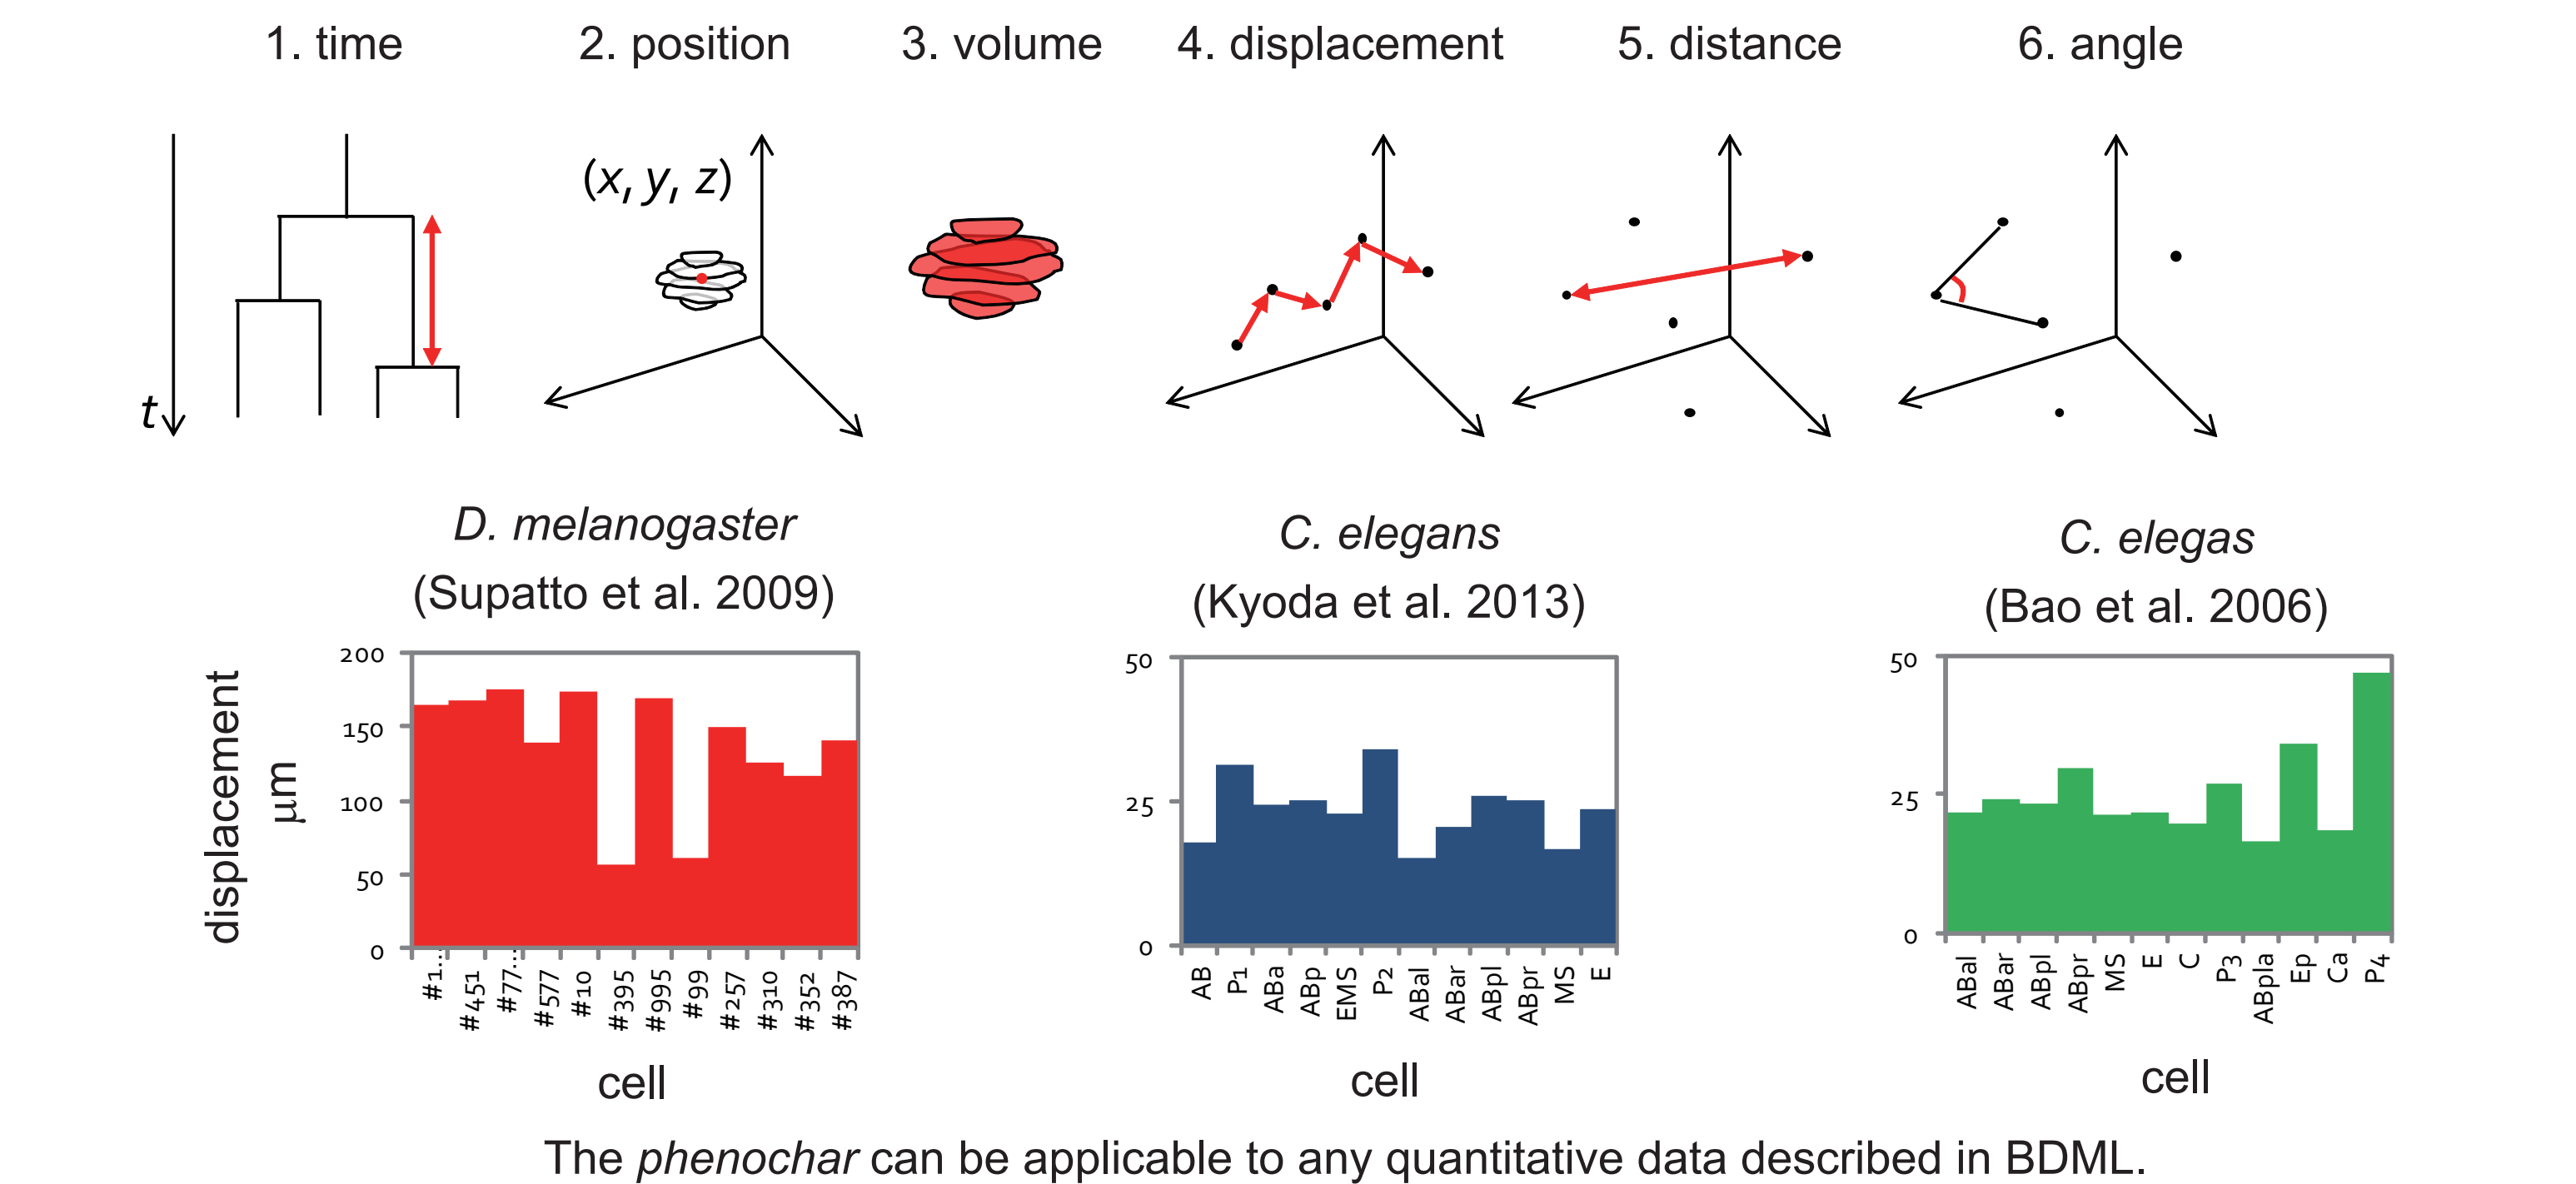 1. time
2. position
3. volume
4. displacement
5. distance
6. angle
t
(x, y, z)
D. melanogaster
(Supatto et al. 2009)
displacement
μm
200
150
100
50
0
#1...
#451
#77...
#577
#10
#395
#995
#99
#257
#310
#352
#387
cell
C. elegans
(Kyoda et al. 2013)
50
25
0
AB
P1
ABa
ABp
EMS
P2
ABal
ABar
ABpl
ABpr
MS
E
cell
C. elegas
(Bao et al. 2006)
50
25
0
ABal
ABar
ABpl
ABpr
MS
E
C
P3
ABpla
Ep
Ca
P4
cell
The phenochar can be applicable to any quantitative data described in BDML.